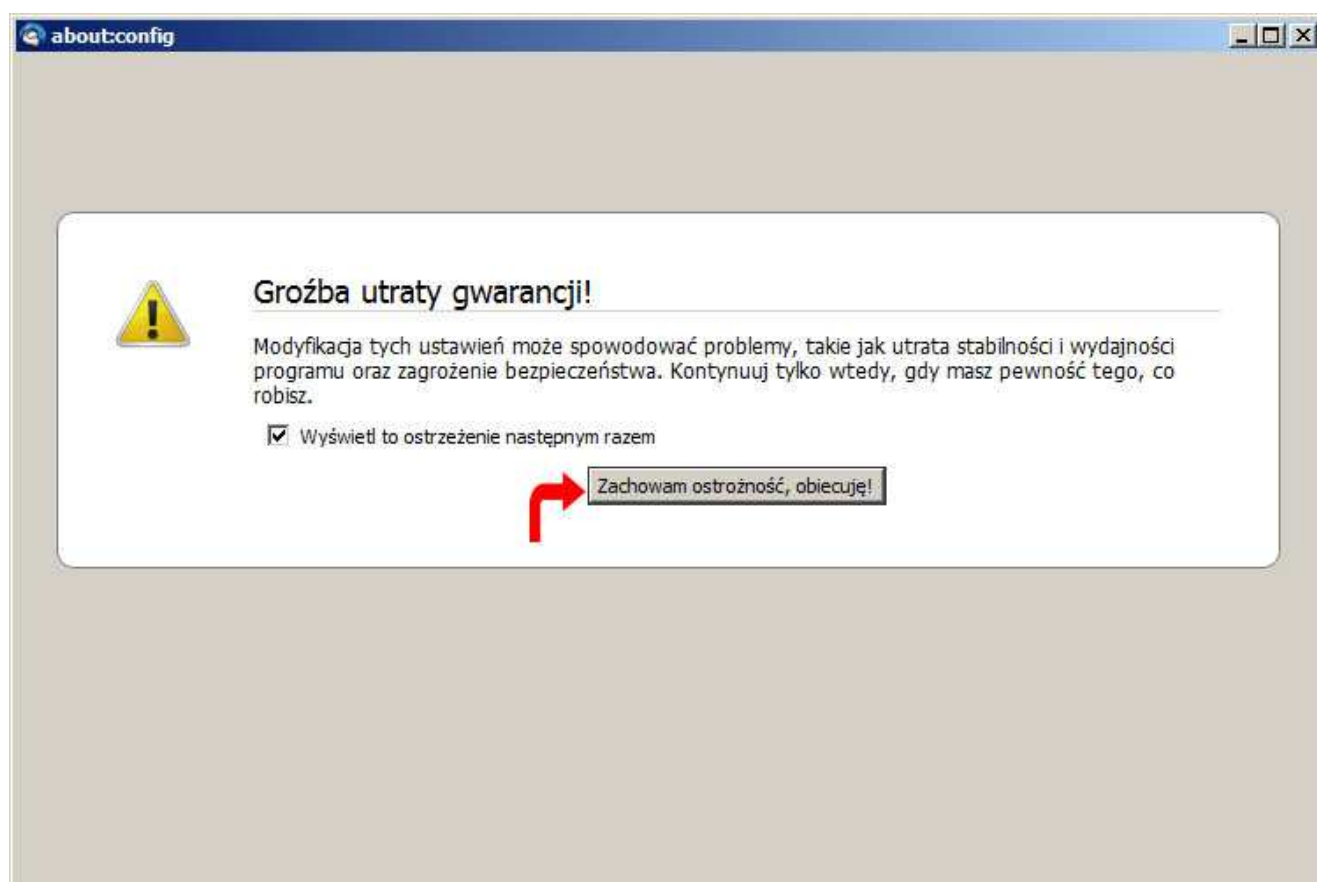 about:config
Groźba utraty gwarancji!
Modyfikacja tych ustawień może spowodować problemy, takie jak utrata stabilności i wydajności
programu oraz zagrożenie bezpieczeństwa. Kontynuuj tylko wtedy, gdy masz pewność tego, co
robisz.
Wyświetl to ostrzeżenie następnym razem
Zachowam ostrożność, obiecuję!